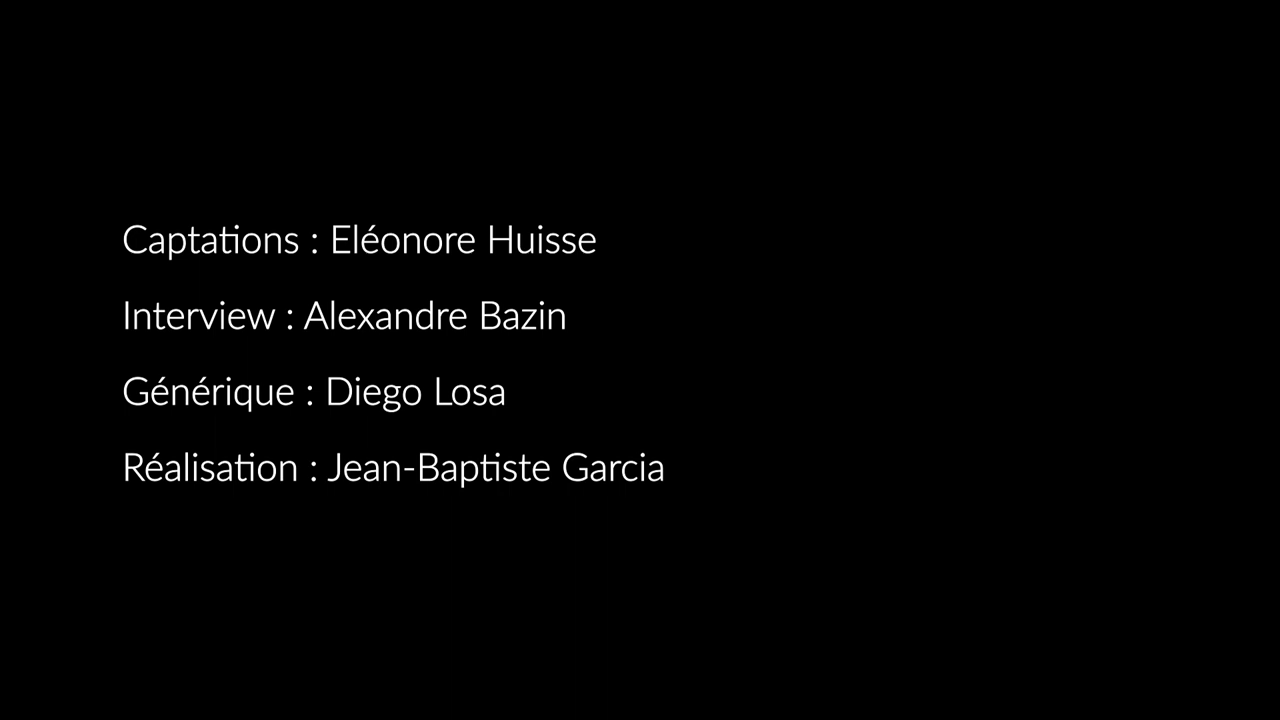 Captations : Eléonore Huisse
Interview : Alexandre Bazin
Générique : Diego Losa
Réalisation : Jean-Baptiste Garcia